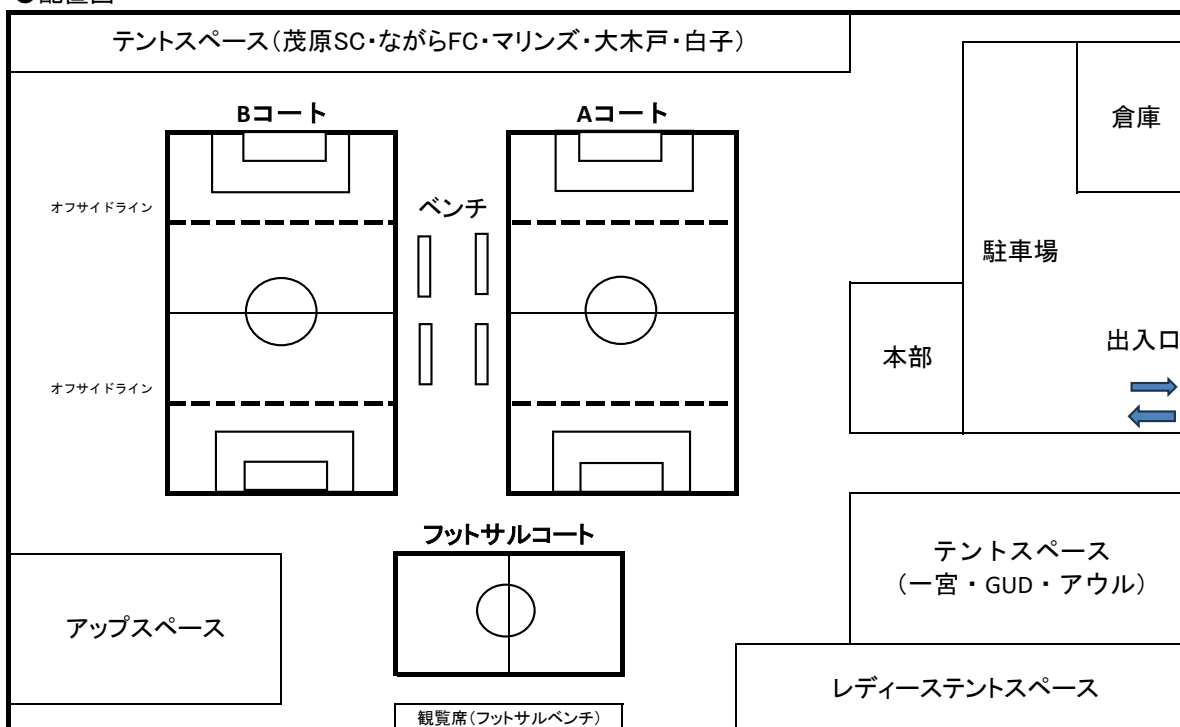 ●配置図
テントスペース(茂原SC・ながらFC・マリンズ・大木戸・白子)
Bコート
Aコート
倉庫
オフサイドライン
ベンチ
駐車場
出入口
本部
オフサイドライン
フットサルコート
テントスペース
(一宮・GUD・アウル)
アップスペース
レディーステントスペース
観覧席(フットサルベンチ)